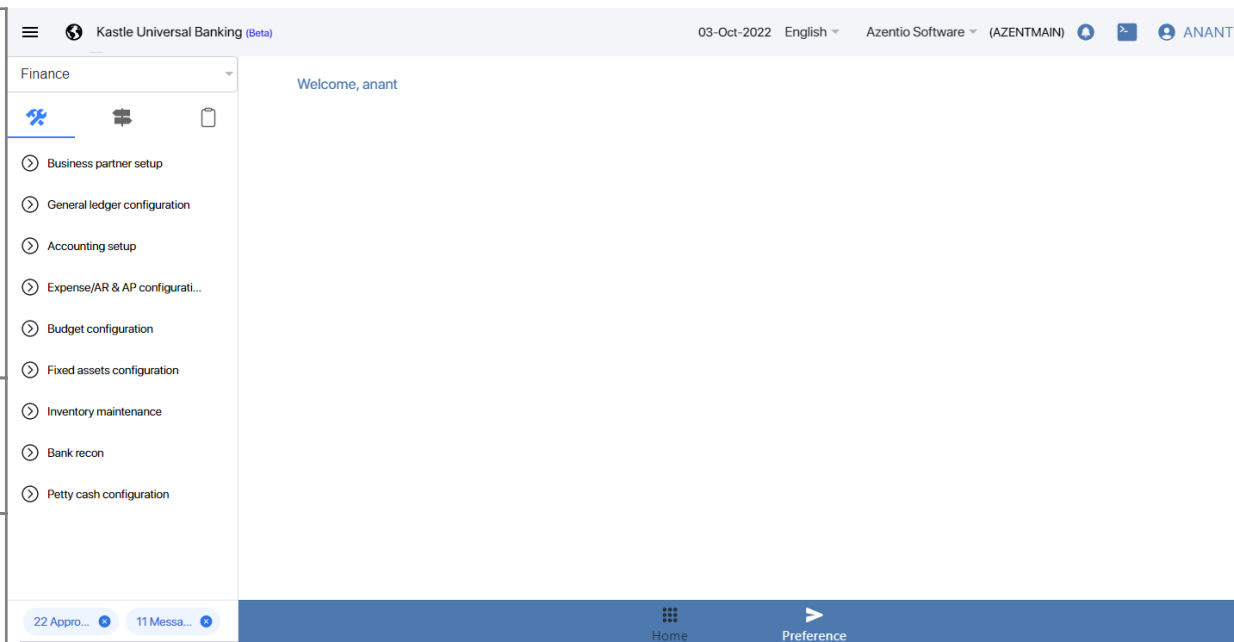 Kastle Universal Banking (Beta)
03-Oct-2022 English Azentio Software (AZENTMAIN) ANANT
Finance
Welcome, anant
Business partner setup
General ledger configuration
Accounting setup
Expense/AR & AP configurati...
Budget configuration
Fixed assets configuration
Inventory maintenance
Bank recon
Petty cash configuration
22 Appro... 11 Messa...
Home Preference